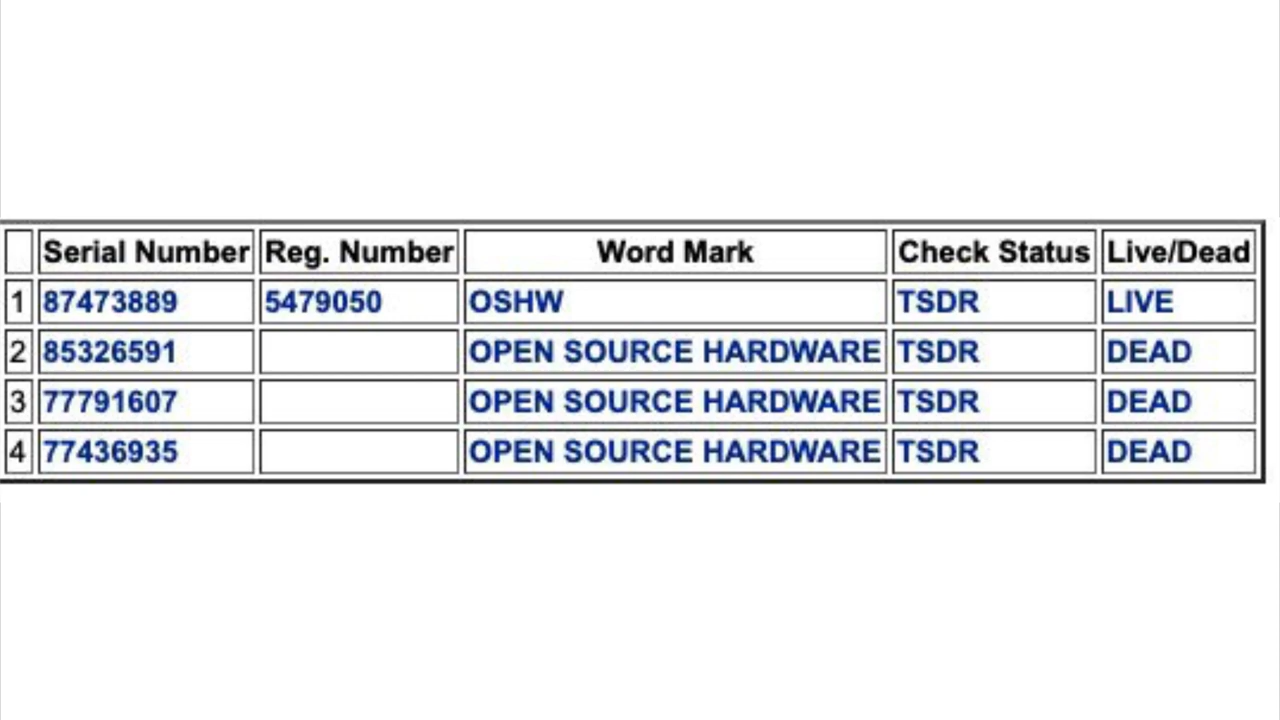 Serial Number Reg. Number Word Mark Check Status Live/Dead
1 87473889 5479050 OSHW TSDR LIVE
2 85326591 OPEN SOURCE HARDWARE TSDR DEAD
3 77791607 OPEN SOURCE HARDWARE TSDR DEAD
4 77436935 OPEN SOURCE HARDWARE TSDR DEAD